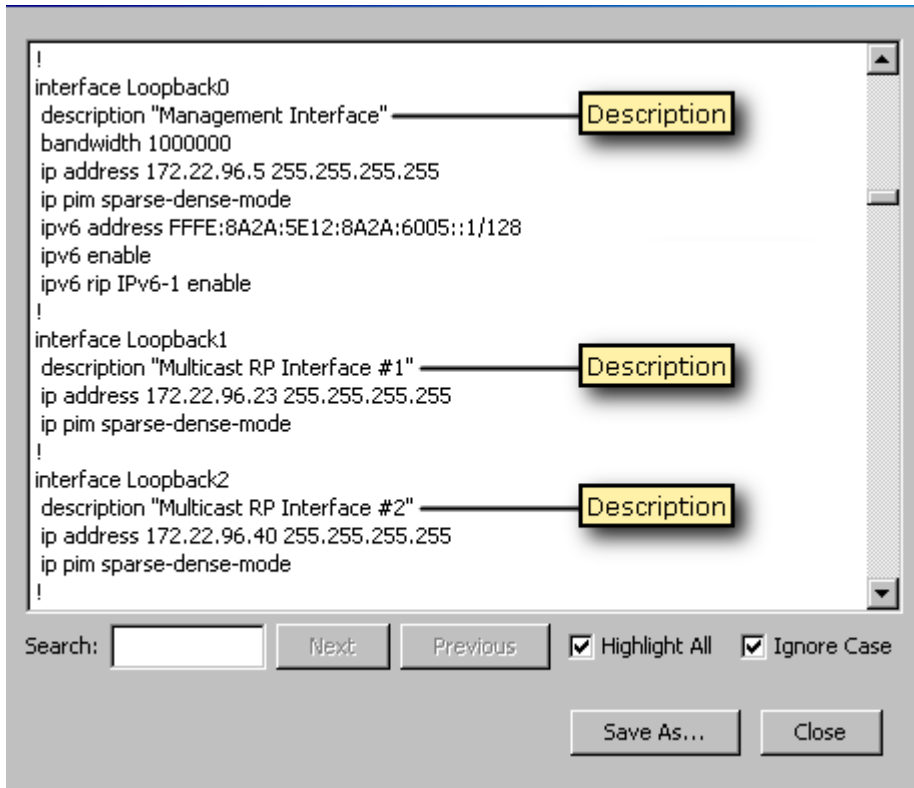 !
interface Loopback0
description "Management Interface" Description
bandwidth 1000000
ip address 172.22.96.5 255.255.255.255
ip pim sparse-dense-mode
ipv6 address FFFE:8A2A:5E12:8A2A:6005::1/128
ipv6 enable
ipv6 rip IPv6-1 enable
!
interface Loopback1
description "Multicast RP Interface #1" Description
ip address 172.22.96.23 255.255.255.255
ip pim sparse-dense-mode
!
interface Loopback2
description "Multicast RP Interface #2" Description
ip address 172.22.96.40 255.255.255.255
ip pim sparse-dense-mode
!
Search: Next Previous Highlight All Ignore Case
Save As... Close